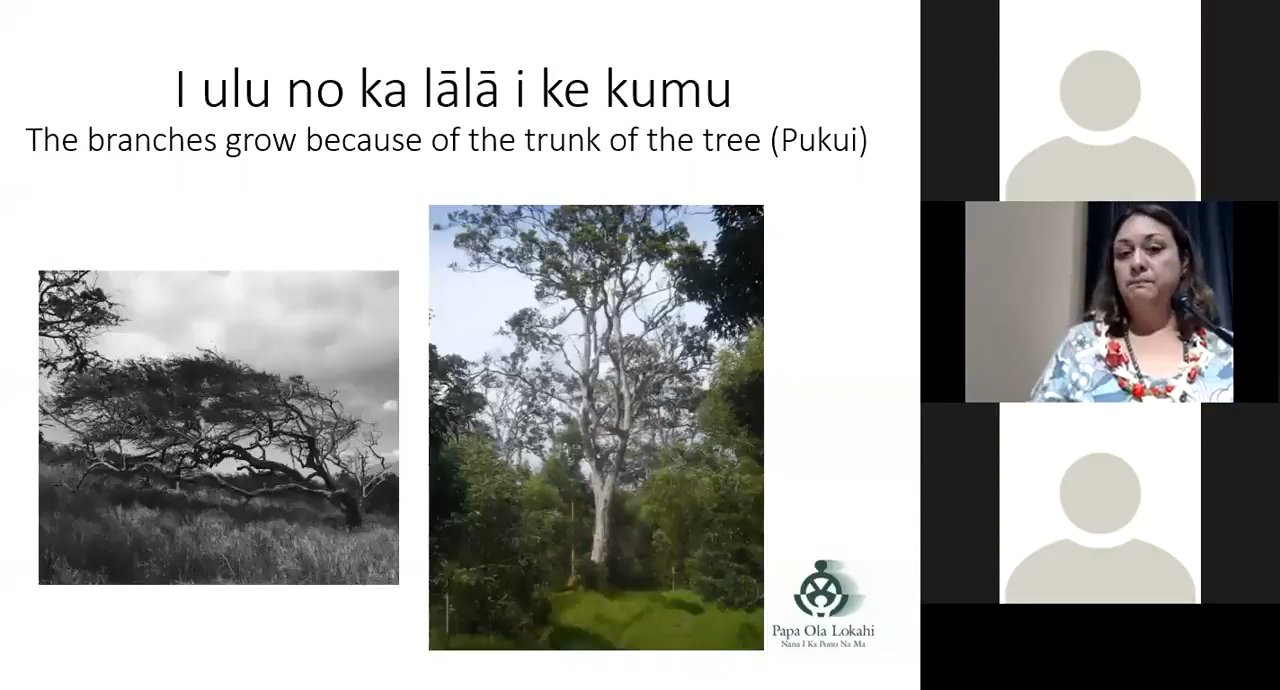 I ulu no ka lālā i ke kumu
The branches grow because of the trunk of the tree (Pukui)
Papa Ola Lokahi
Nana I Ka Pono Na Ma